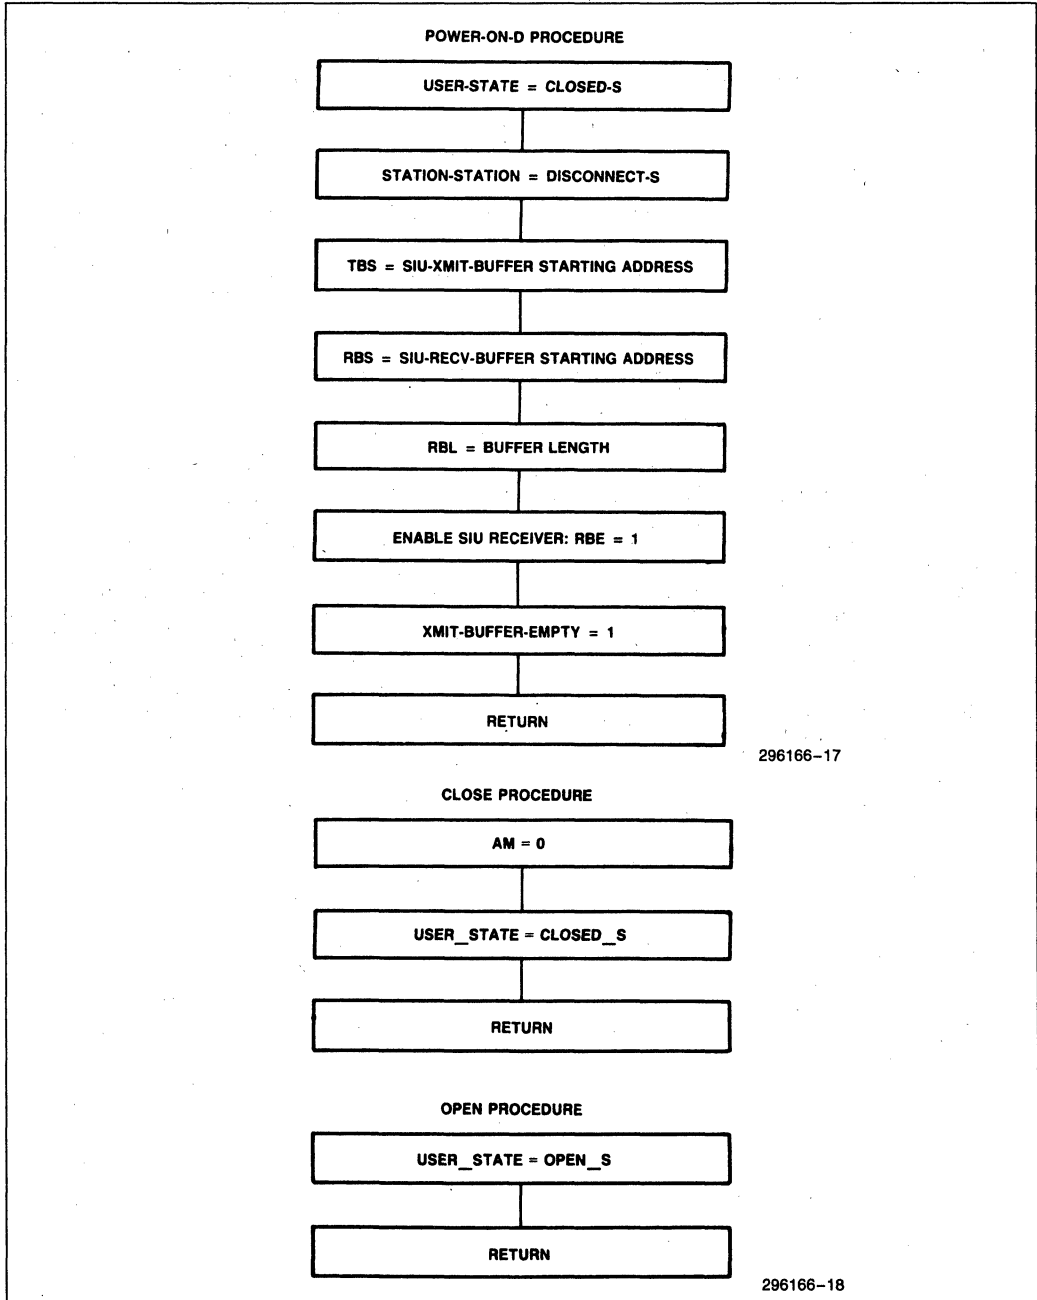 POWER-ON-D PROCEDURE
USER-STATE = CLOSED-S
STATION-STATION = DISCONNECT-S
TBS = SIU-XMIT-BUFFER STARTING ADDRESS
RBS = SIU-RECV-BUFFER STARTING ADDRESS
RBL = BUFFER LENGTH
ENABLE SIU RECEIVER: RBE = 1
XMIT-BUFFER-EMPTY = 1
RETURN
296166–17
CLOSE PROCEDURE
AM = 0
USER_STATE = CLOSED_S
RETURN
OPEN PROCEDURE
USER_STATE = OPEN_S
RETURN
296166–18